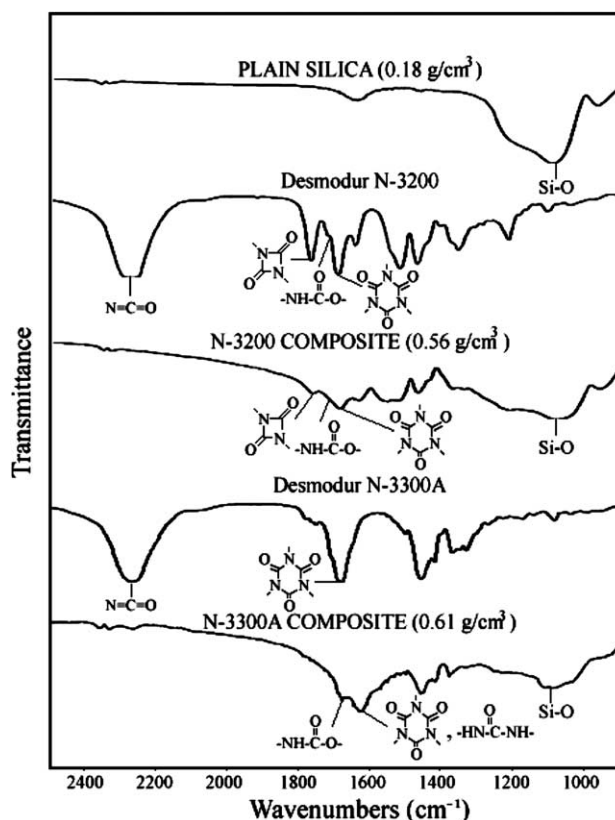 PLAIN SILICA (0.18 g/cm³)
Si-O
Desmodur N-3200
N=C=O
O
N
N
O
O
-NH-C-O-
O
N
O
N
N
O
N-3200 COMPOSITE (0.56 g/cm³)
O
N
N
O
O
-NH-C-O-
O
N
O
N
N
O
Si-O
Desmodur N-3300A
N=C=O
O
N
O
N
N
O
N-3300A COMPOSITE (0.61 g/cm³)
O
-NH-C-O-
O
N
O
N
N
O
,
O
-HN-C-NH-
Si-O
Transmittance
2400 2200 2000 1800 1600 1400 1200 1000
Wavenumbers (cm⁻¹)